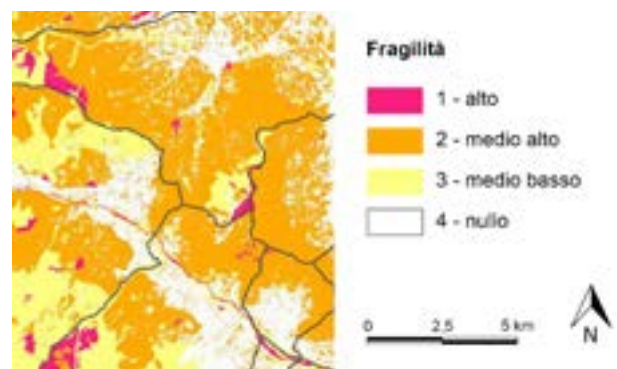 Fragilità
1 - alto
2 - medio alto
3 - medio basso
4 - nullo
0 2,5 5 km
N